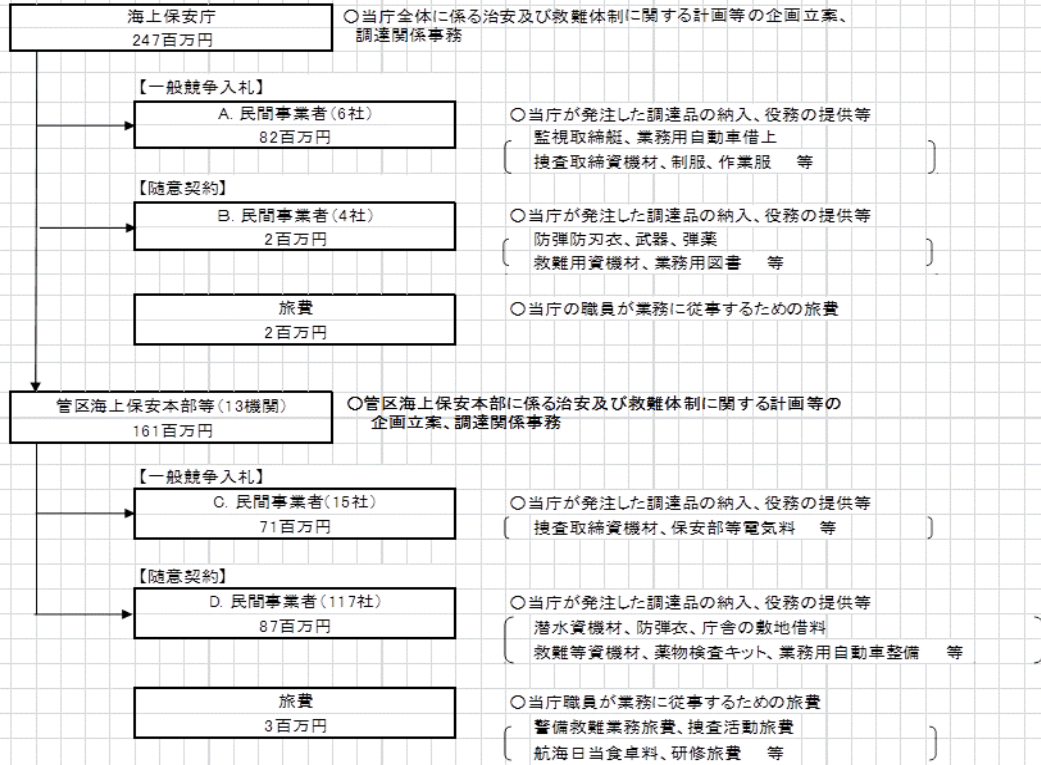 海上保安庁
247百万円
○当庁全体に係る治安及び救難体制に関する計画等の企画立案、
調達関係事務
【一般競争入札】
A. 民間事業者（6社）
82百万円
○当庁が発注した調達品の納入、役務の提供等
監視取締艇、業務用自動車借上
捜査取締資機材、制服、作業服　等
【随意契約】
B. 民間事業者（4社）
2百万円
○当庁が発注した調達品の納入、役務の提供等
防弾防刃衣、武器、弾薬
救難用資機材、業務用図書　等
旅費
2百万円
○当庁の職員が業務に従事するための旅費
管区海上保安本部等（13機関）
161百万円
○管区海上保安本部に係る治安及び救難体制に関する計画等の
企画立案、調達関係事務
【一般競争入札】
C. 民間事業者（15社）
71百万円
○当庁が発注した調達品の納入、役務の提供等
捜査取締資機材、保安部等電気料　等
【随意契約】
D. 民間事業者（117社）
87百万円
○当庁が発注した調達品の納入、役務の提供等
潜水資機材、防弾衣、庁舎の敷地借料
救難等資機材、薬物検査キット、業務用自動車整備　等
旅費
3百万円
○当庁職員が業務に従事するための旅費
警備救難業務旅費、捜査活動旅費
航海日当食卓料、研修旅費　等